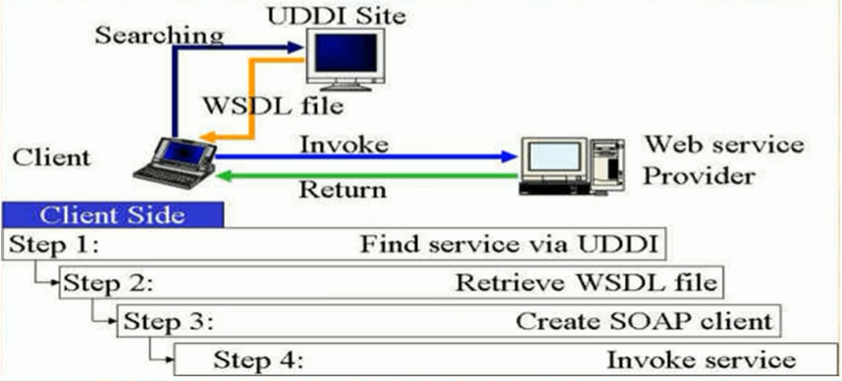 UDDI Site
Searching
WSDL file
Client
Invoke
Return
Web service
Provider
Client Side
Step 1: Find service via UDDI
Step 2: Retrieve WSDL file
Step 3: Create SOAP client
Step 4: Invoke service